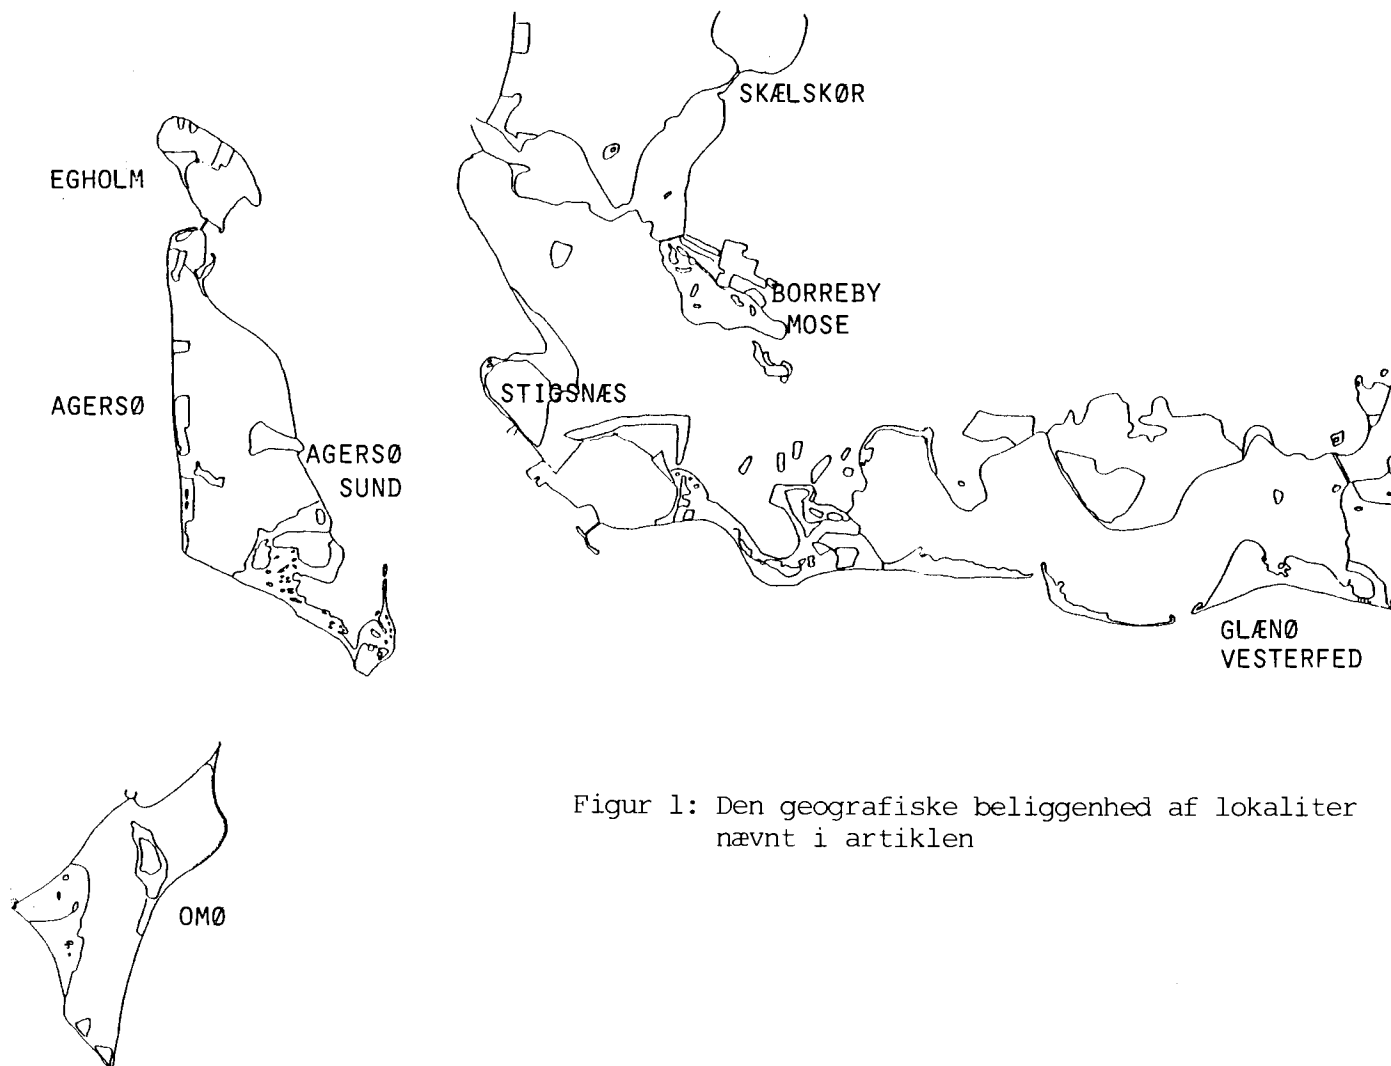 SKÆLSKØR
EGHOLM
BORREBY
MOSE
STIGSNÆS
AGERSØ
AGERSØ
SUND
GLÆNØ
VESTERFED
Figur 1: Den geografiske beliggenhed af lokaliter
nævnt i artiklen
OMØ